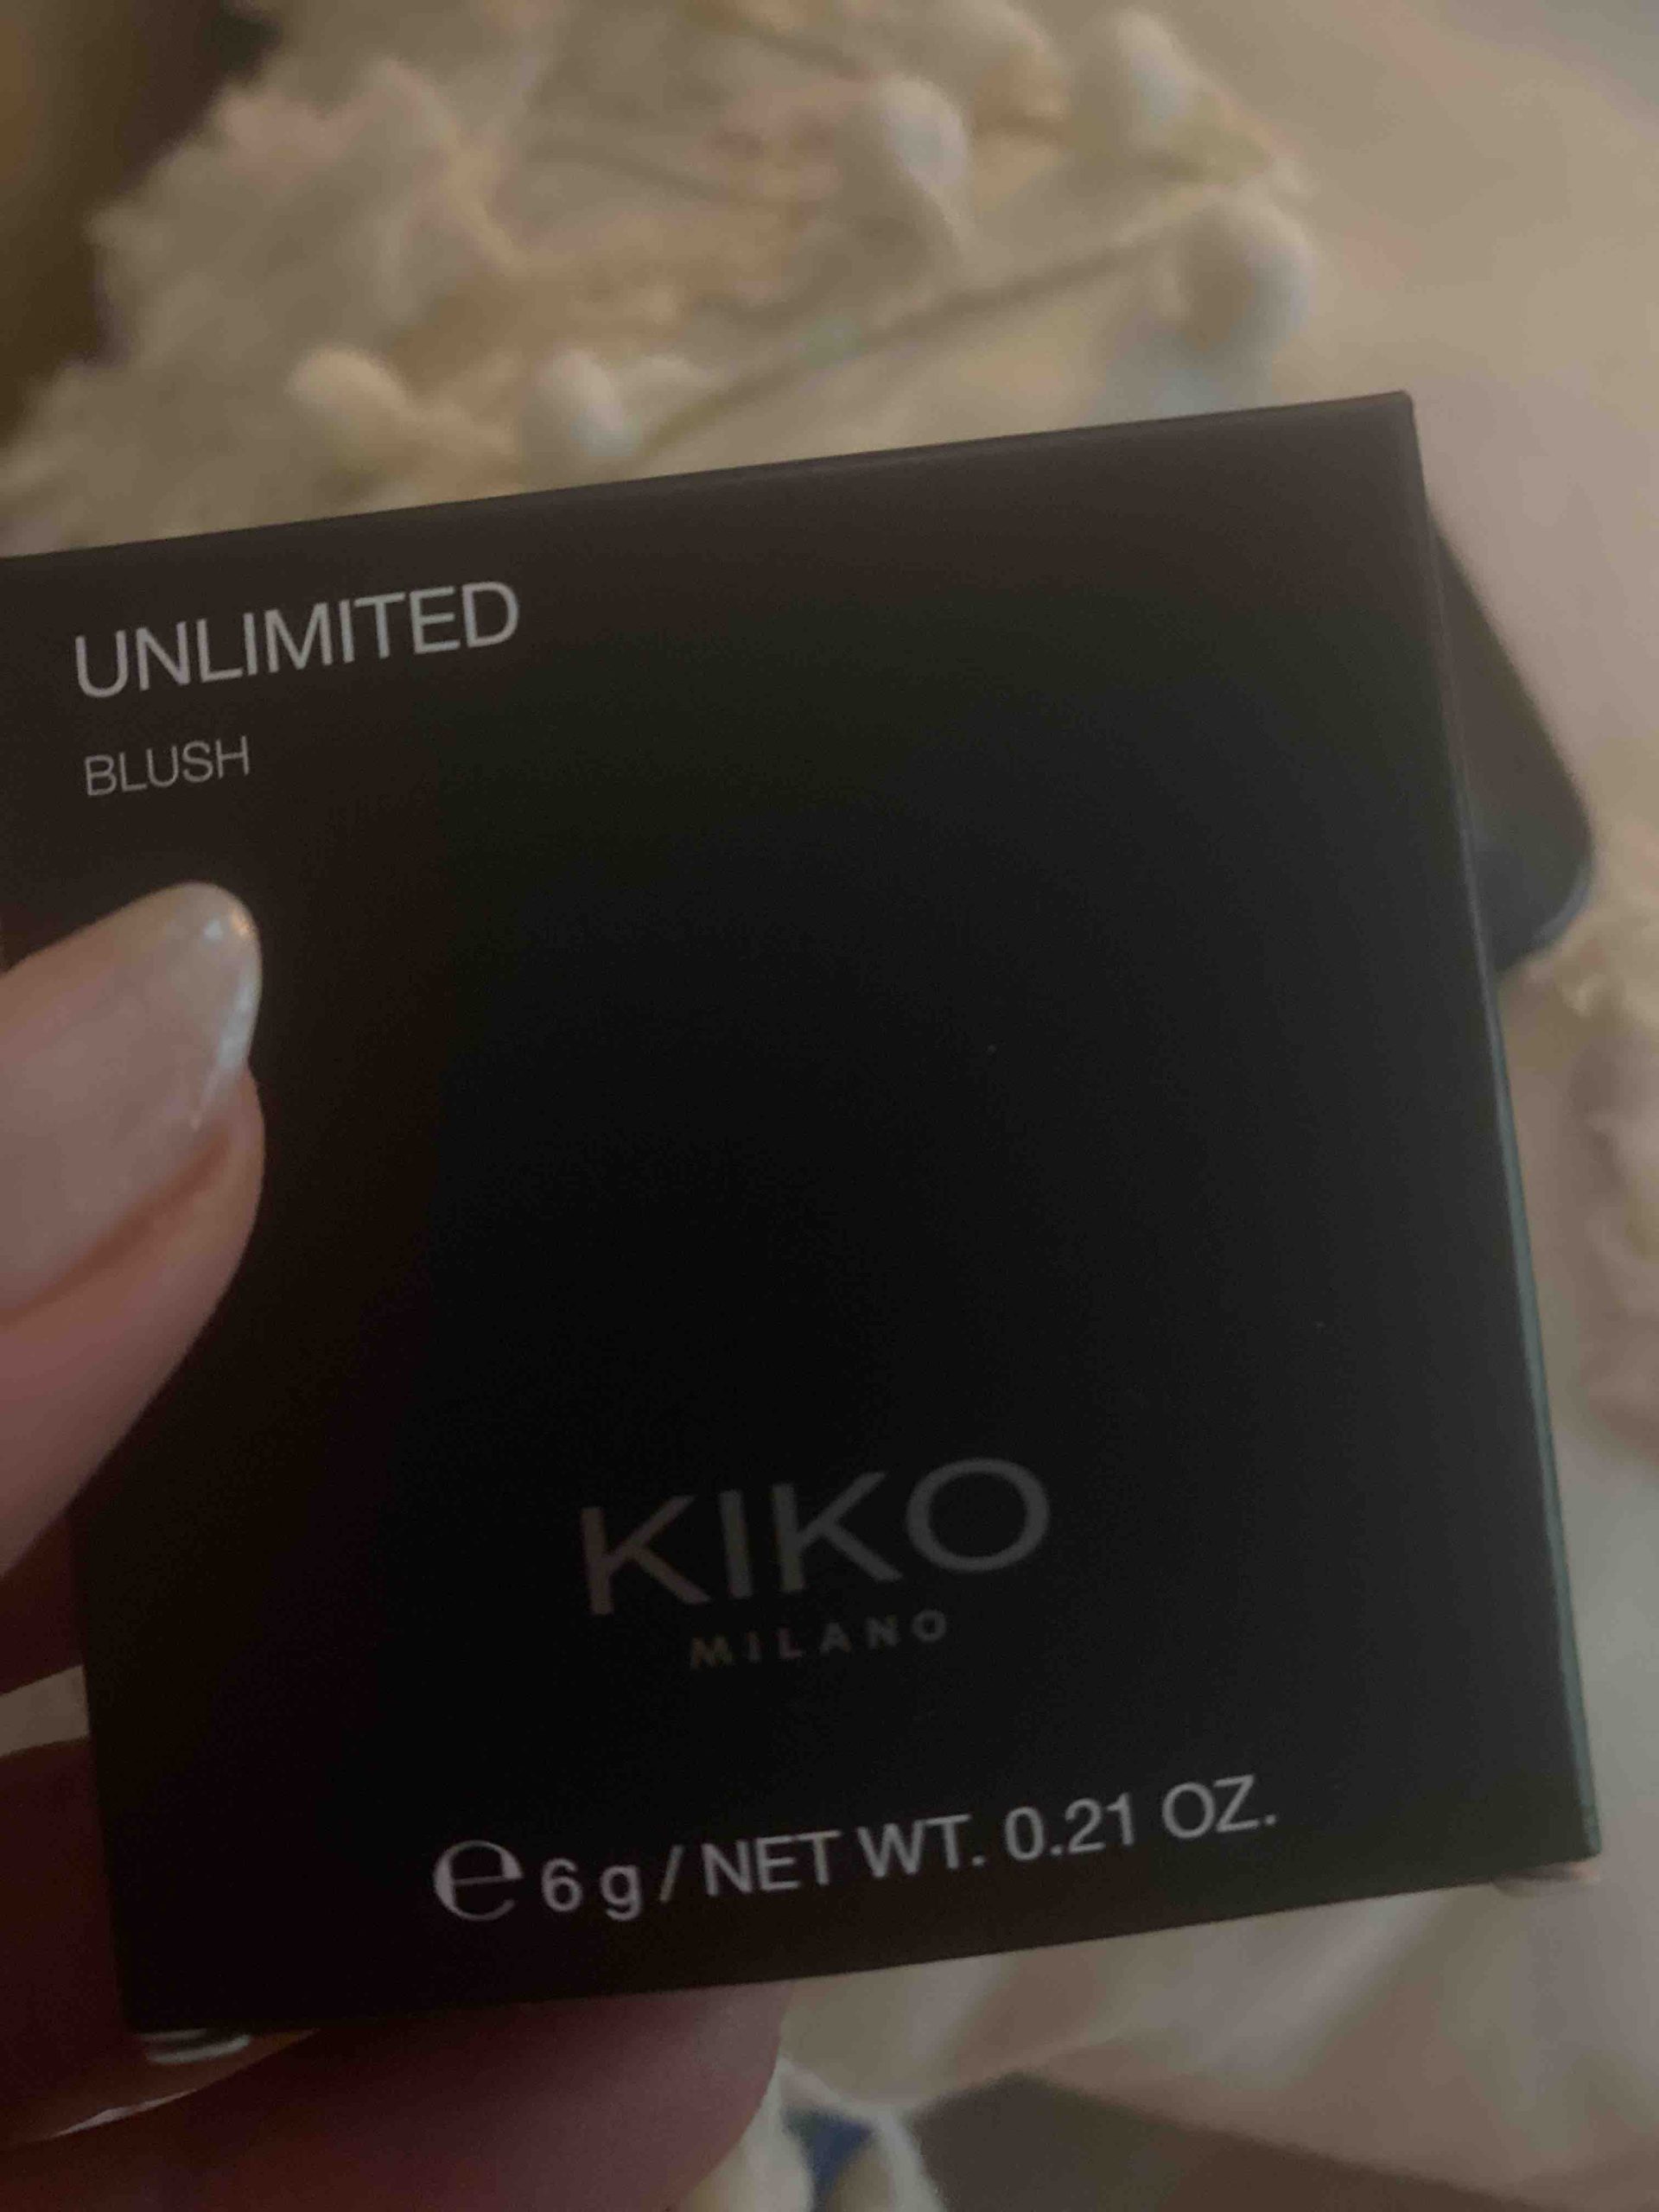 UNLIMITED
BLUSH
KIKO
MILANO
℮ 6 g / NET WT. 0.21 OZ.